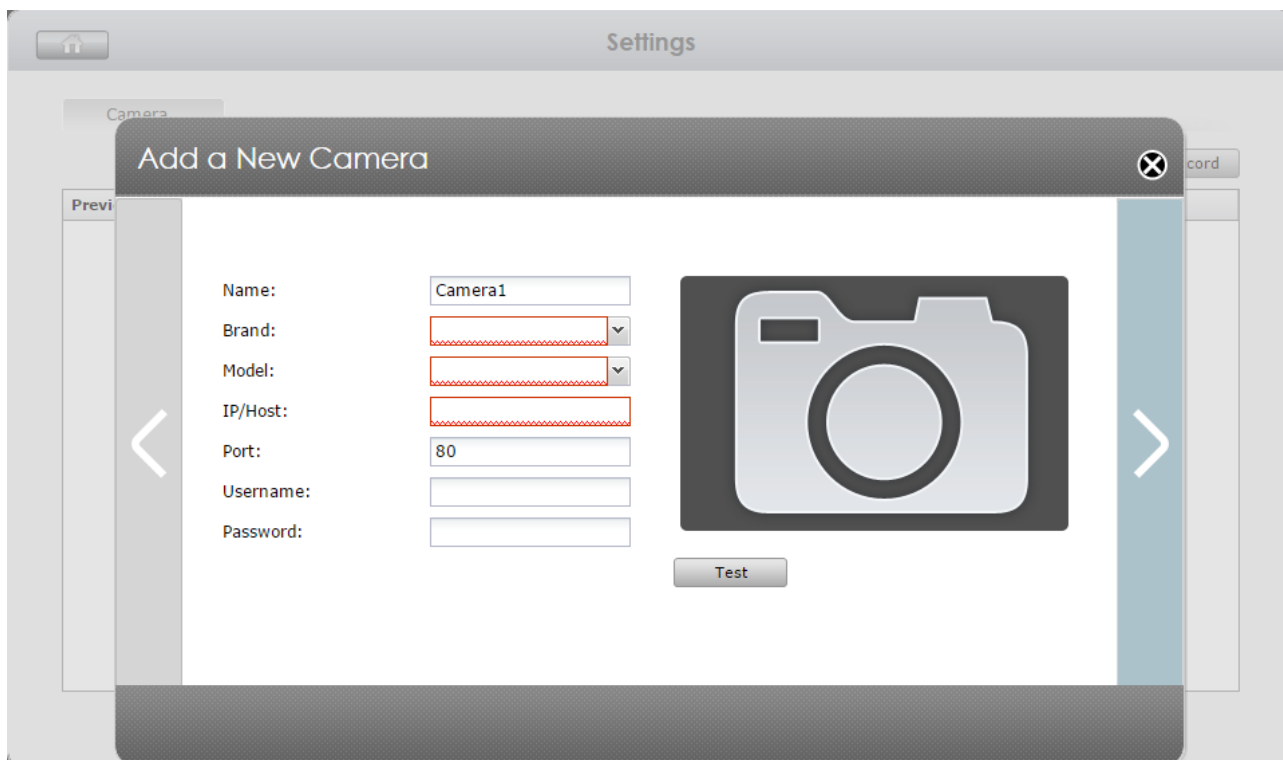 Settings
Camera
Add a New Camera
cord
Previ
Name: Camera1
Brand:
Model:
IP/Host:
Port: 80
Username:
Password:
Test